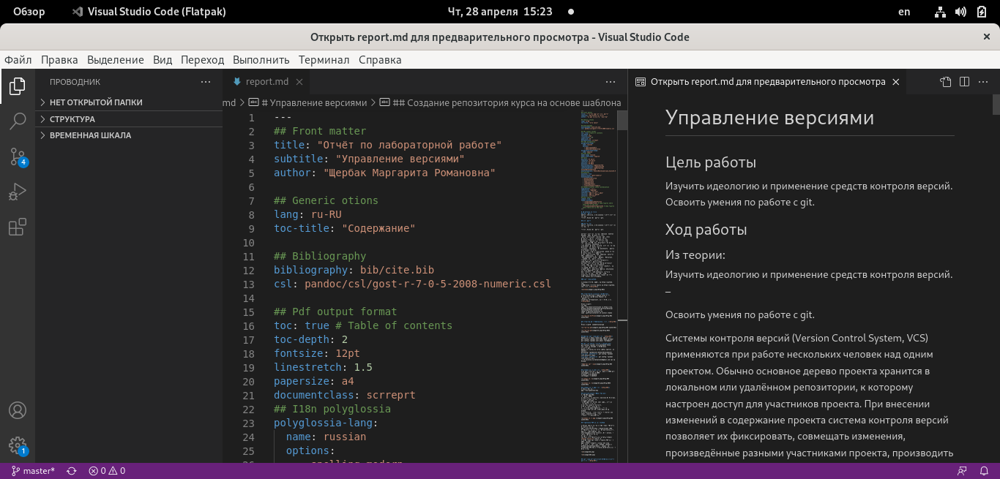 Обзор
Visual Studio Code (Flatpak)
Чт, 28 апреля 15:23
en
Открыть report.md для предварительного просмотра - Visual Studio Code
Файл Правка Выделение Вид Переход Выполнить Терминал Справка
ПРОВОДНИК
НЕТ ОТКРЫТОЙ ПАПКИ
СТРУКТУРА
ВРЕМЕННАЯ ШКАЛА
4
1
report.md
md > # Управление версиями > ## Создание репозитория курса на основе шаблона
1 ---
2 ## Front matter
3 title: "Отчёт по лабораторной работе"
4 subtitle: "Управление версиями"
5 author: "Щербак Маргарита Романовна"
6
7 ## Generic otions
8 lang: ru-RU
9 toc-title: "Содержание"
10
11 ## Bibliography
12 bibliography: bib/cite.bib
13 csl: pandoc/csl/gost-r-7-0-5-2008-numeric.csl
14
15 ## Pdf output format
16 toc: true # Table of contents
17 toc-depth: 2
18 fontsize: 12pt
19 linestretch: 1.5
20 papersize: a4
21 documentclass: scrreprt
22 ## I18n polyglossia
23 polyglossia-lang:
24 name: russian
25 options:
Открыть report.md для предварительного просмотра
Управление версиями
Цель работы
Изучить идеологию и применение средств контроля версий.
Освоить умения по работе с git.
Ход работы
Из теории:
Изучить идеологию и применение средств контроля версий.
–
Освоить умения по работе с git.
Системы контроля версий (Version Control System, VCS)
применяются при работе нескольких человек над одним
проектом. Обычно основное дерево проекта хранится в
локальном или удалённом репозитории, к которому
настроен доступ для участников проекта. При внесении
изменений в содержание проекта система контроля версий
позволяет их фиксировать, совмещать изменения,
произведённые разными участниками проекта, производить
master*
0 0